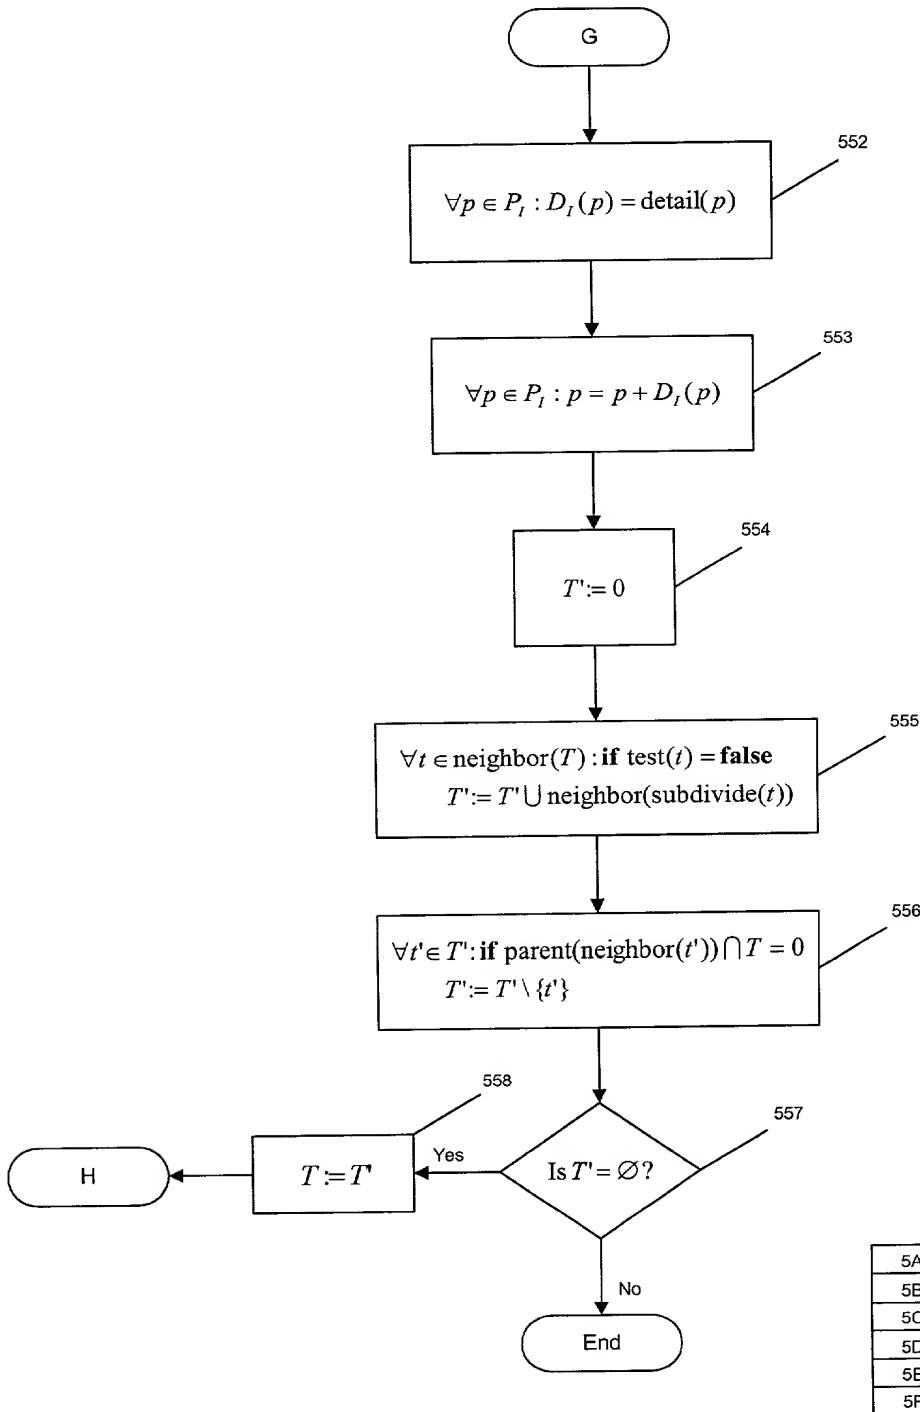 G
552
∀p ∈ P_I : D_I(p) = detail(p)
553
∀p ∈ P_I : p = p + D_I(p)
554
T' := 0
555
∀t ∈ neighbor(T) : if test(t) = false
T' := T' ∪ neighbor(subdivide(t))
556
∀t' ∈ T' : if parent(neighbor(t')) ∩ T = 0
T' := T' \ {t'}
558
557
H
T := T'
Yes
Is T' = ∅?
No
End
5A
5B
5C
5D
5E
5F